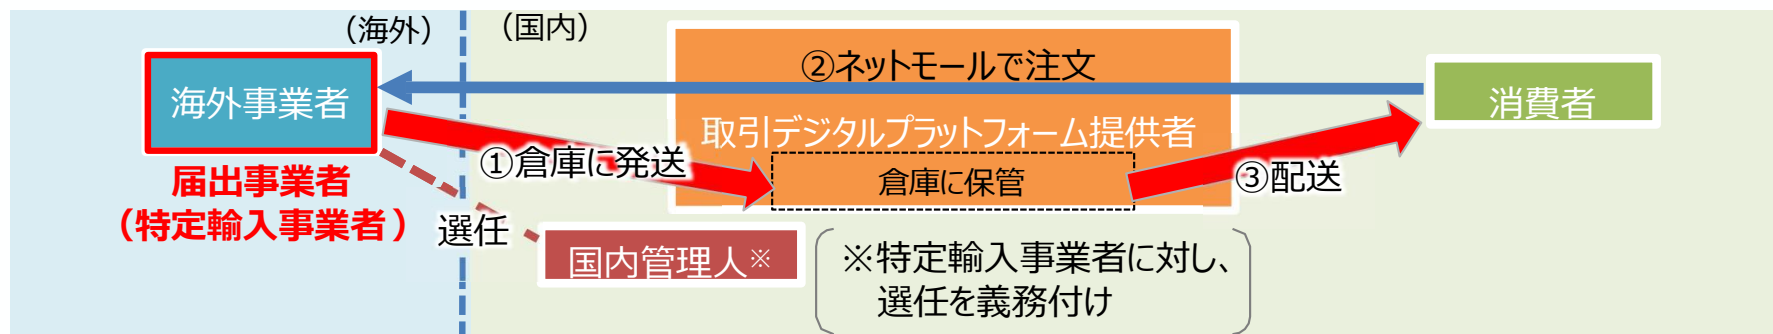 （海外）
（国内）
②ネットモールで注文
海外事業者
消費者
取引デジタルプラットフォーム提供者
①倉庫に発送
倉庫に保管
③配送
届出事業者
（特定輸入事業者）
選任
国内管理人※
※特定輸入事業者に対し、
選任を義務付け